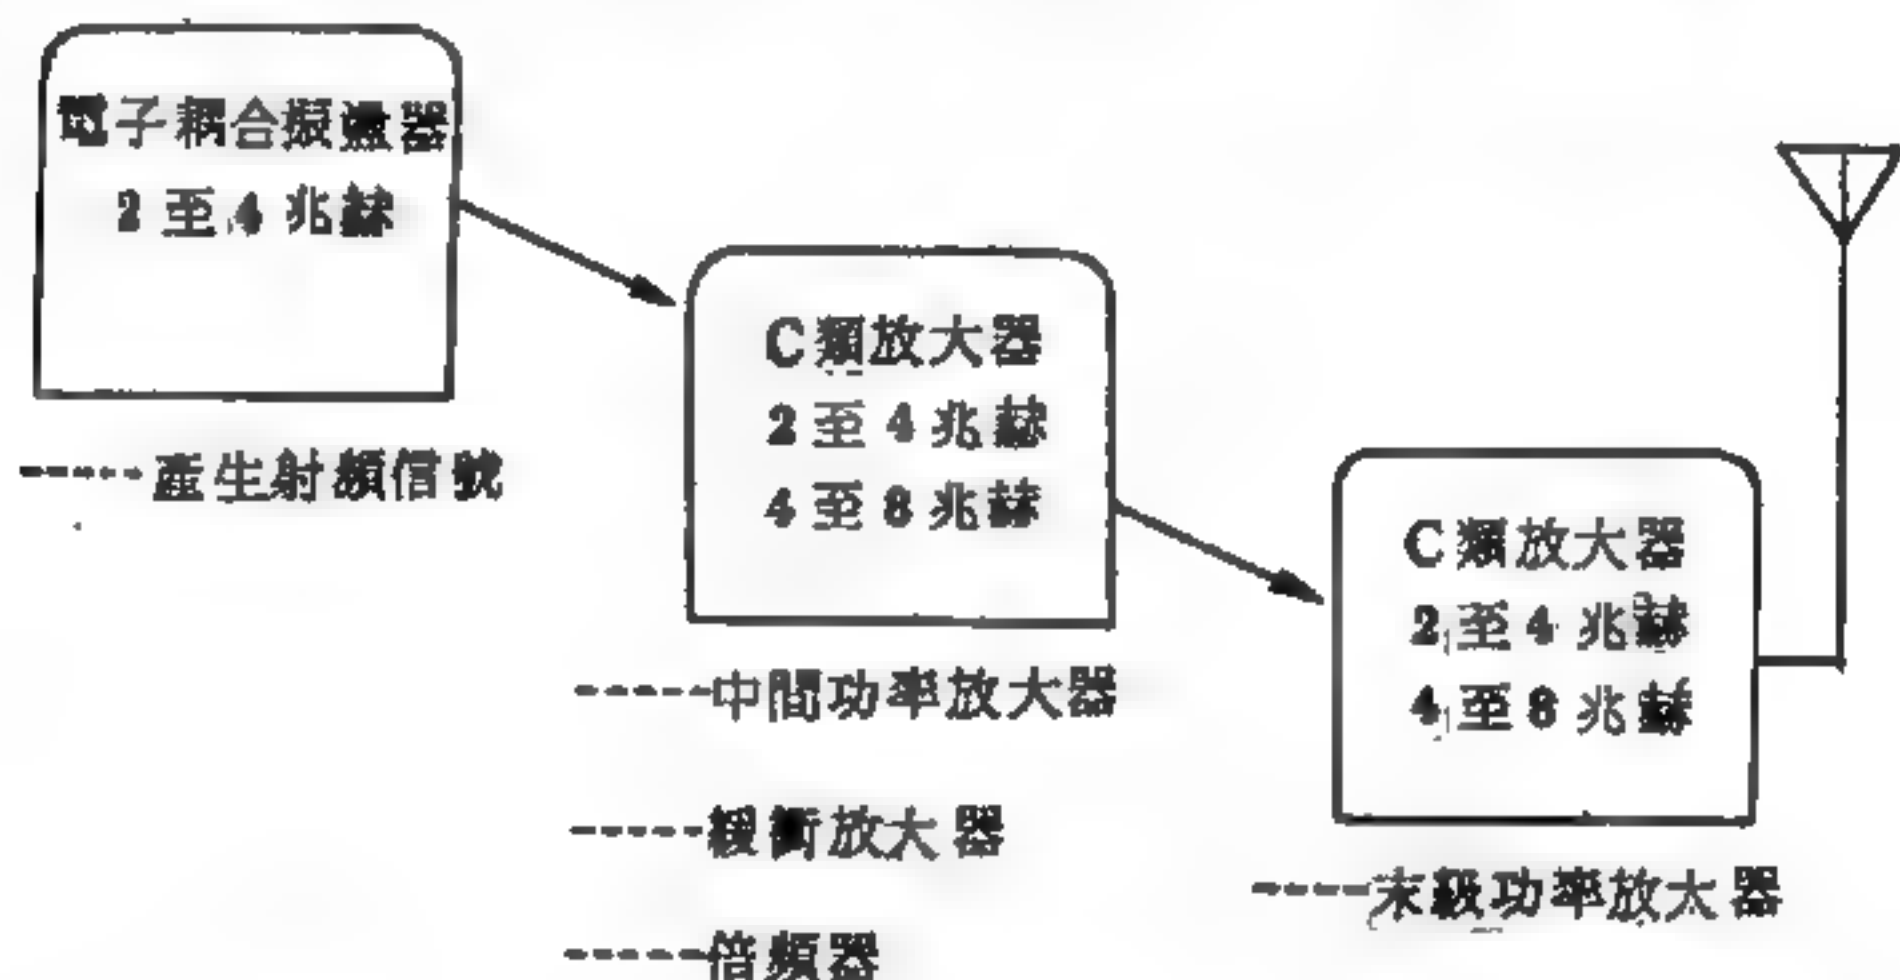 電子耦合振盪器
2 至 4 兆赫
-----產生射頻信號
C 類放大器
2 至 4 兆赫
4 至 8 兆赫
-----中間功率放大器
-----緩衝放大器
-----倍頻器
C 類放大器
2 至 4 兆赫
4 至 8 兆赫
----末級功率放大器